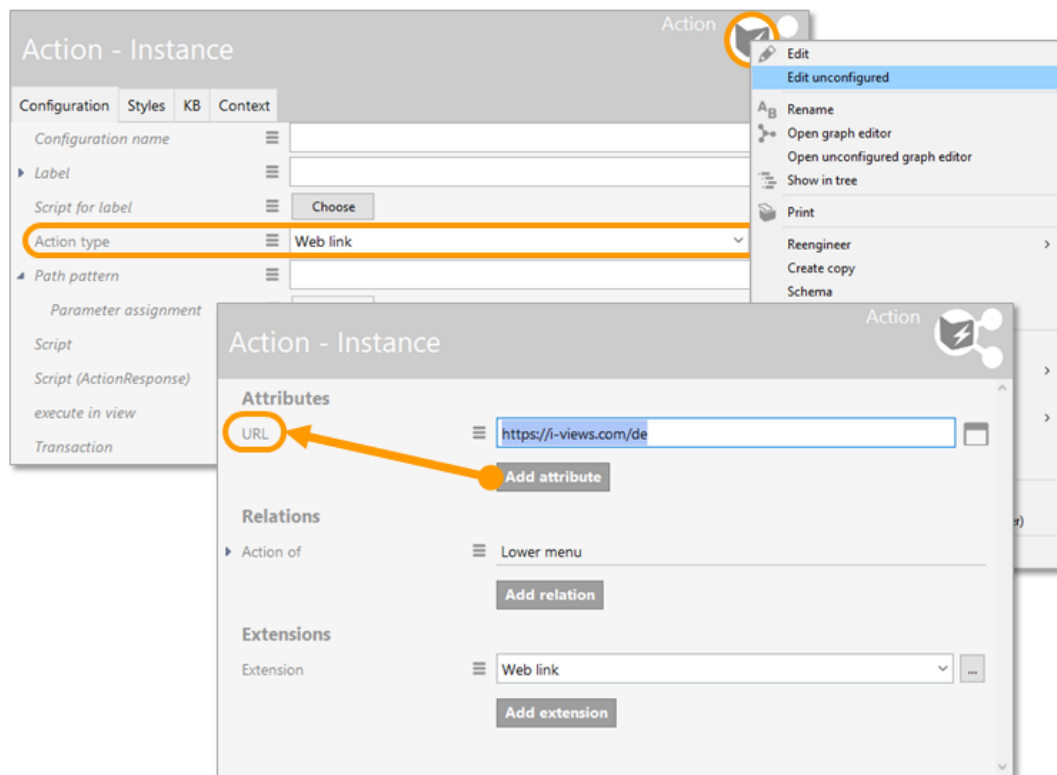 Action
Action - Instance
Configuration Styles KB Context
Configuration name
Label
Script for label Choose
Action type Web link
Path pattern
Parameter assignment
Script
Script (ActionResponse)
execute in view
Transaction
Edit
Edit unconfigured
Rename
Open graph editor
Open unconfigured graph editor
Show in tree
Print
Reengineer
Create copy
Schema
Action
Action - Instance
Attributes
URL https://i-views.com/de
Add attribute
Relations
Action of Lower menu
Add relation
Extensions
Extension Web link ...
Add extension